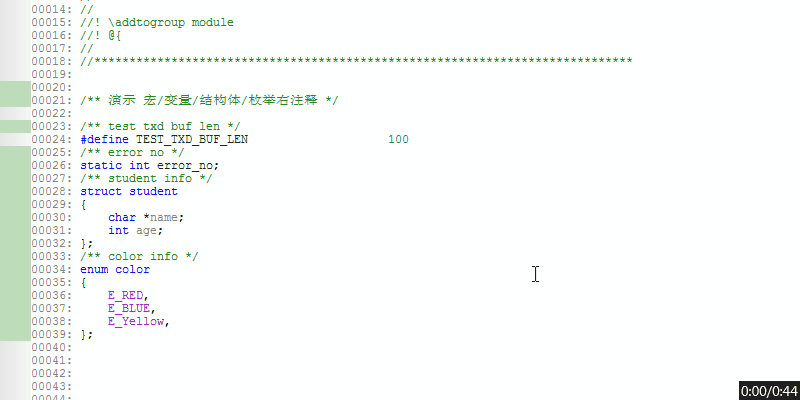 00014: //
00015: //! \addtogroup module
00016: //! @{
00017: //
00018: //*****************************************************************************
00019:
00020:
00021: /** 演示 宏/变量/结构体/枚举右注释 */
00022:
00023: /** test txd buf len */
00024: #define TEST_TXD_BUF_LEN 100
00025: /** error no */
00026: static int error_no;
00027: /** student info */
00028: struct student
00029: {
00030: char *name;
00031: int age;
00032: };
00033: /** color info */
00034: enum color
00035: {
00036: E_RED,
00037: E_BLUE,
00038: E_Yellow,
00039: };
00040:
00041:
00042:
00043:
0:00/0:44